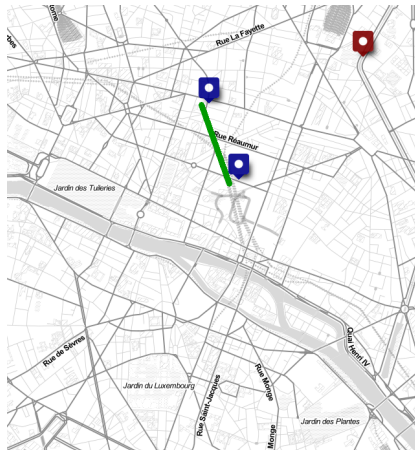 Rue La Fayette
Rue Réaumur
Jardin des Tuileries
Quai Henri IV
Rue de Sèvres
Jardin du Luxembourg
Rue Saint-Jacques
Rue Monge
Jardin des Plantes
Monge